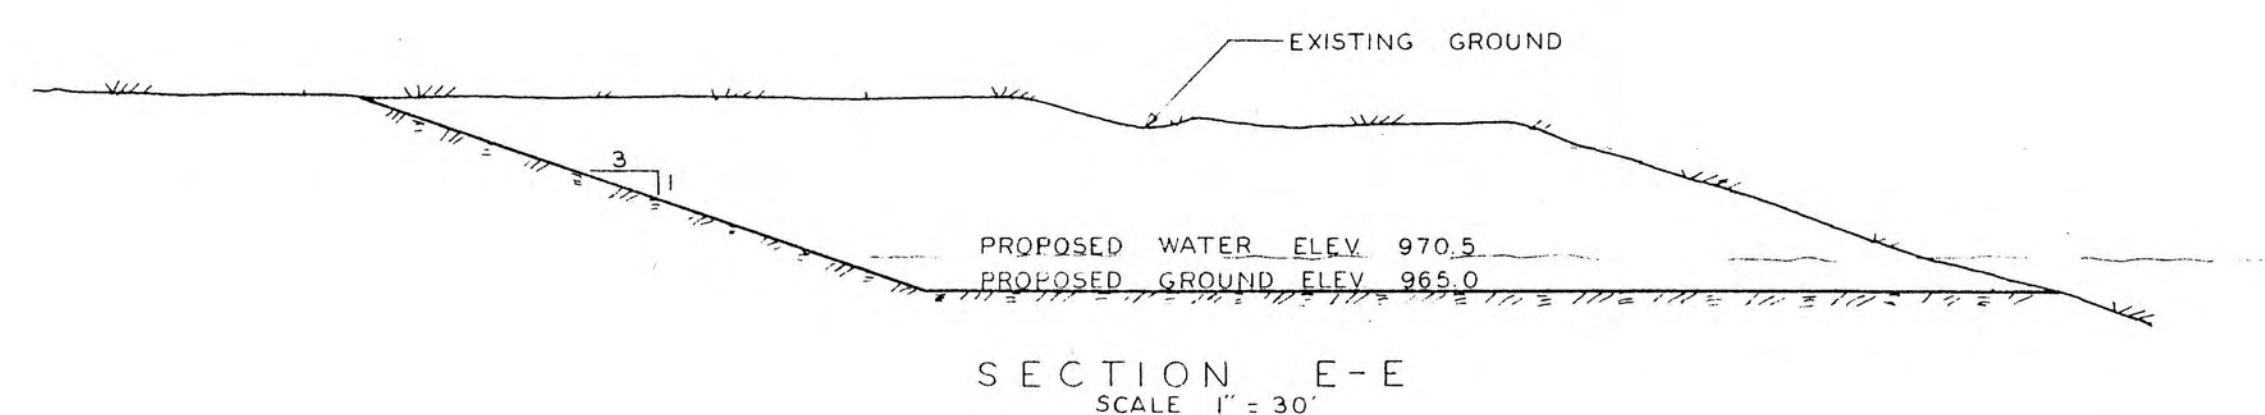 EXISTING GROUND
3
1
PROPOSED WATER ELEV. 970.5
PROPOSED GROUND ELEV. 965.0
SECTION E-E
SCALE 1" = 30'